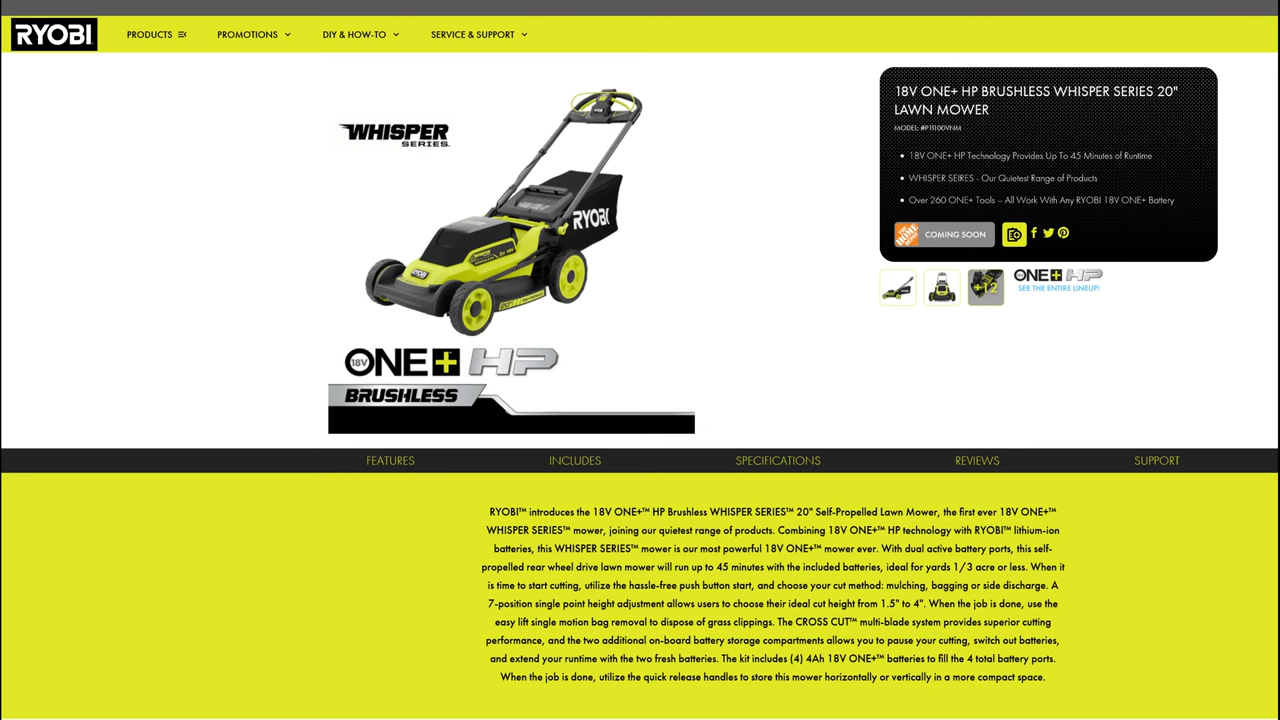 RYOBI
PRODUCTS
PROMOTIONS
DIY & HOW-TO
SERVICE & SUPPORT
WHISPER
SERIES
RYOBI
RYOBI
18V ONE+ HP
BRUSHLESS
18V ONE+ HP BRUSHLESS WHISPER SERIES 20"
LAWN MOWER
MODEL: #P11100VNM
18V ONE+ HP Technology Provides Up To 45 Minutes of Runtime
WHISPER SEIRES - Our Quietest Range of Products
Over 260 ONE+ Tools – All Work With Any RYOBI 18V ONE+ Battery
COMING SOON
+12
ONE+ HP
SEE THE ENTIRE LINEUP!
FEATURES
INCLUDES
SPECIFICATIONS
REVIEWS
SUPPORT
RYOBI™ introduces the 18V ONE+™ HP Brushless WHISPER SERIES™ 20" Self-Propelled Lawn Mower, the first ever 18V ONE+™
WHISPER SERIES™ mower, joining our quietest range of products. Combining 18V ONE+™ HP technology with RYOBI™ lithium-ion
batteries, this WHISPER SERIES™ mower is our most powerful 18V ONE+™ mower ever. With dual active battery ports, this self-
propelled rear wheel drive lawn mower will run up to 45 minutes with the included batteries, ideal for yards 1/3 acre or less. When it
is time to start cutting, utilize the hassle-free push button start, and choose your cut method: mulching, bagging or side discharge. A
7-position single point height adjustment allows users to choose their ideal cut height from 1.5" to 4". When the job is done, use the
easy lift single motion bag removal to dispose of grass clippings. The CROSS CUT™ multi-blade system provides superior cutting
performance, and the two additional on-board battery storage compartments allows you to pause your cutting, switch out batteries,
and extend your runtime with the two fresh batteries. The kit includes (4) 4Ah 18V ONE+™ batteries to fill the 4 total battery ports.
When the job is done, utilize the quick release handles to store this mower horizontally or vertically in a more compact space.